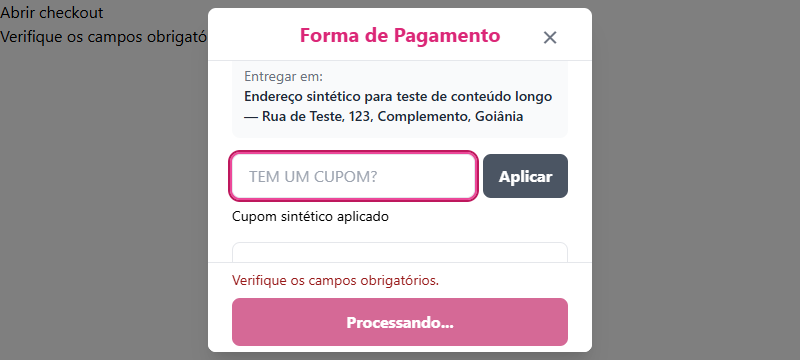 Abrir checkout
Verifique os campos obrigató
Forma de Pagamento
Entregar em:
Endereço sintético para teste de conteúdo longo
— Rua de Teste, 123, Complemento, Goiânia
TEM UM CUPOM?
Aplicar
Cupom sintético aplicado
Verifique os campos obrigatórios.
Processando...